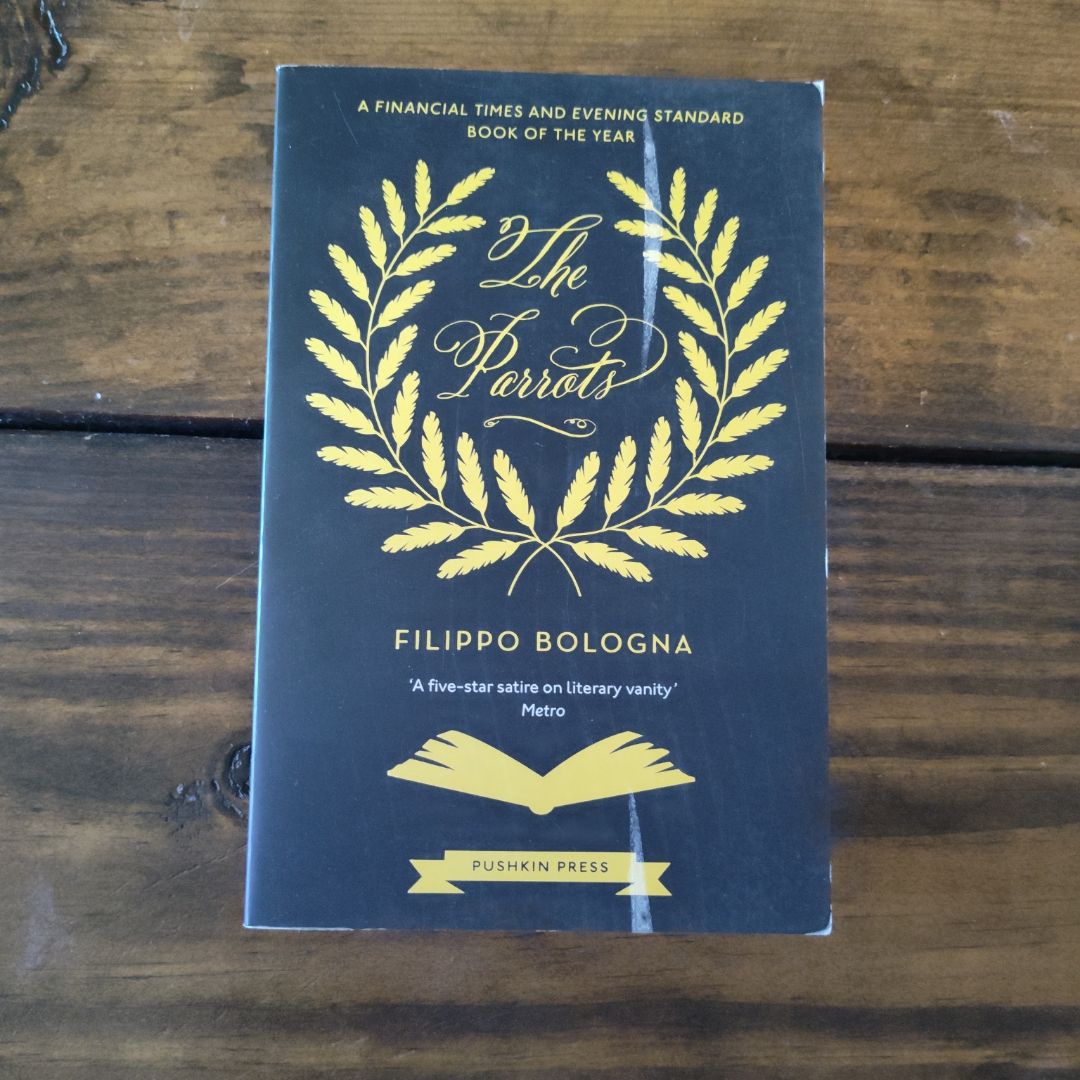 A FINANCIAL TIMES AND EVENING STANDARD
BOOK OF THE YEAR
The
Parrots
FILIPPO BOLOGNA
‘A five-star satire on literary vanity’
Metro
PUSHKIN PRESS